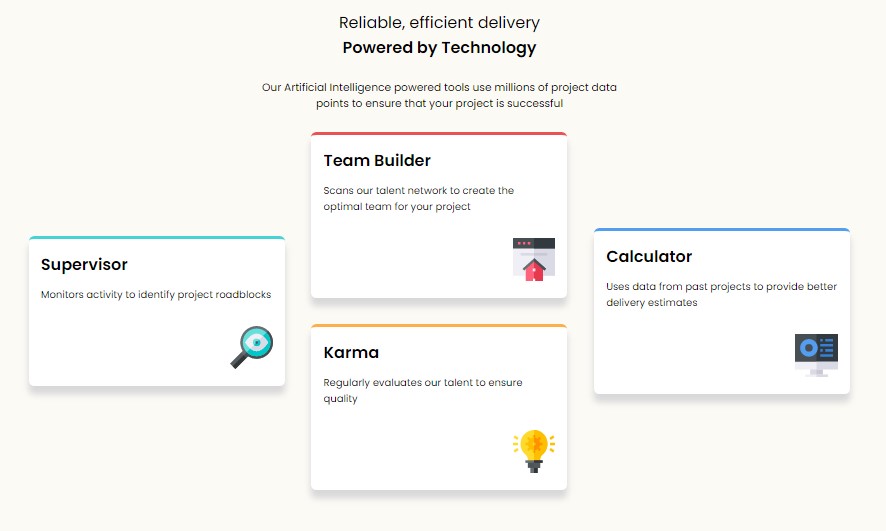 Reliable, efficient delivery
Powered by Technology
Our Artificial Intelligence powered tools use millions of project data
points to ensure that your project is successful
Supervisor
Monitors activity to identify project roadblocks
Team Builder
Scans our talent network to create the
optimal team for your project
Karma
Regularly evaluates our talent to ensure
quality
Calculator
Uses data from past projects to provide better
delivery estimates